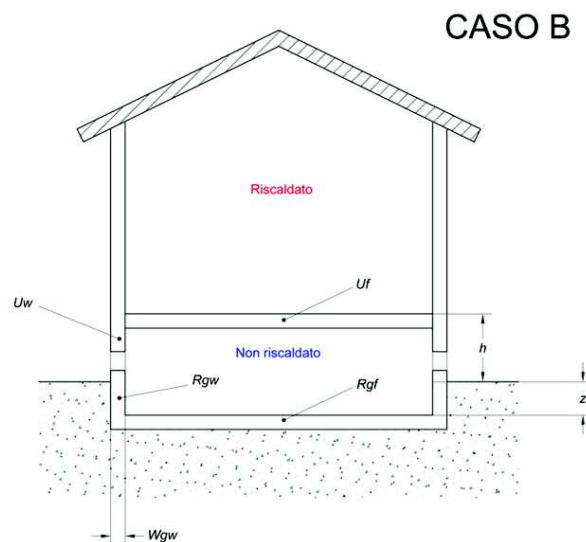 CASO B
Riscaldato
Uw
Uf
Non riscaldato
h
Rgw
Rgf
z
Wgw